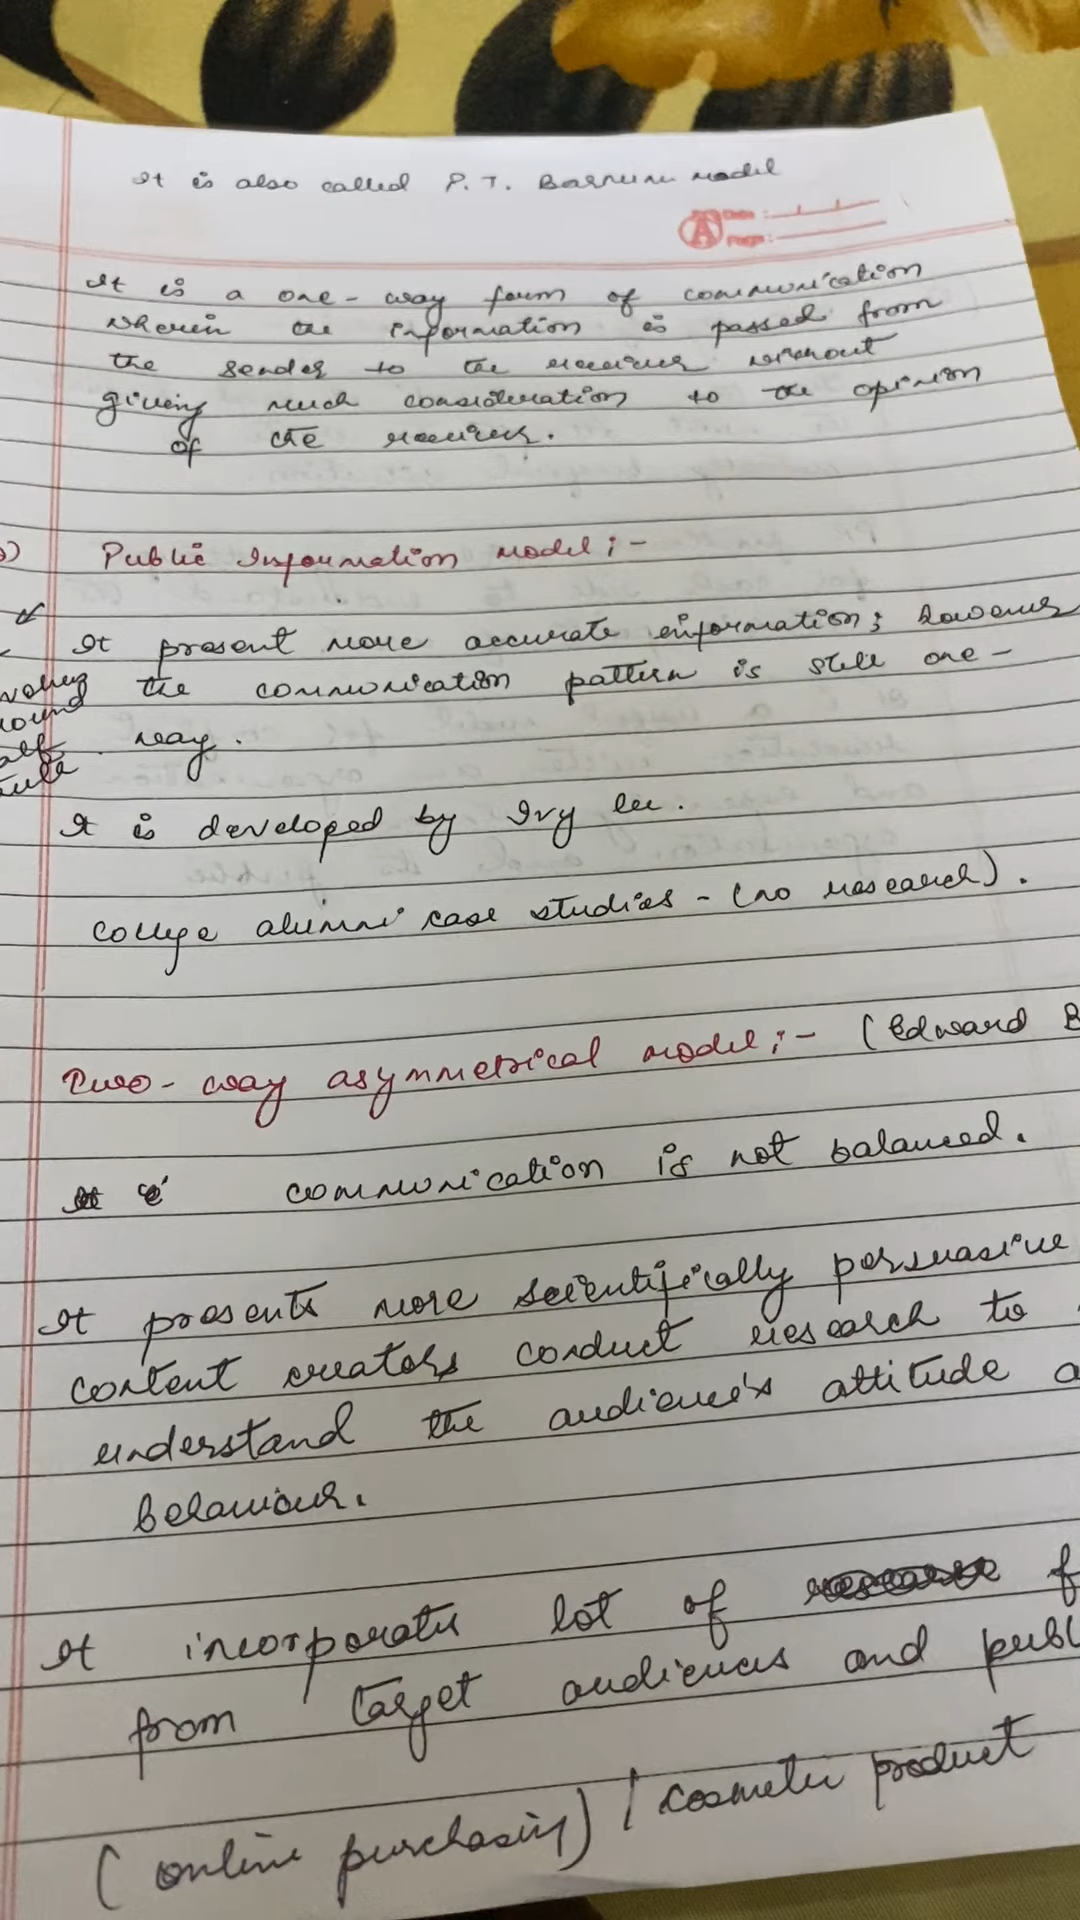 It is also called P. T. Barnum model
Date :
Page :
It is a one-way form of communication
wherein the information is passed from
the sender to the receiver without
giving much consideration to the opinion
of the receiver.
Public Information model ;-
It present more accurate information; however
the communication pattern is still one-
way.
It is developed by Ivy lee.
college alumni case studies - (no research).
Two-way asymmetrical model ;- (Edward B
communication is not balanced.
It presents more scientifically persuasive
content creators conduct research to
understand the audience's attitude a
behaviour.
It incorporates lot of f
from target audiences and publ
(online purchasing) / cosmetic product